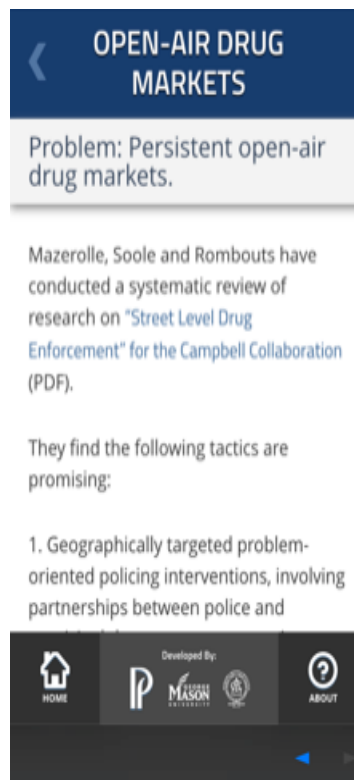 OPEN-AIR DRUG
MARKETS
Problem: Persistent open-air
drug markets.
Mazerolle, Soole and Rombouts have
conducted a systematic review of
research on "Street Level Drug
Enforcement" for the Campbell Collaboration
(PDF).
They find the following tactics are
promising:
1. Geographically targeted problem-
oriented policing interventions, involving
partnerships between police and
Developed By:
HOME
GEORGE
MASON
UNIVERSITY
ABOUT